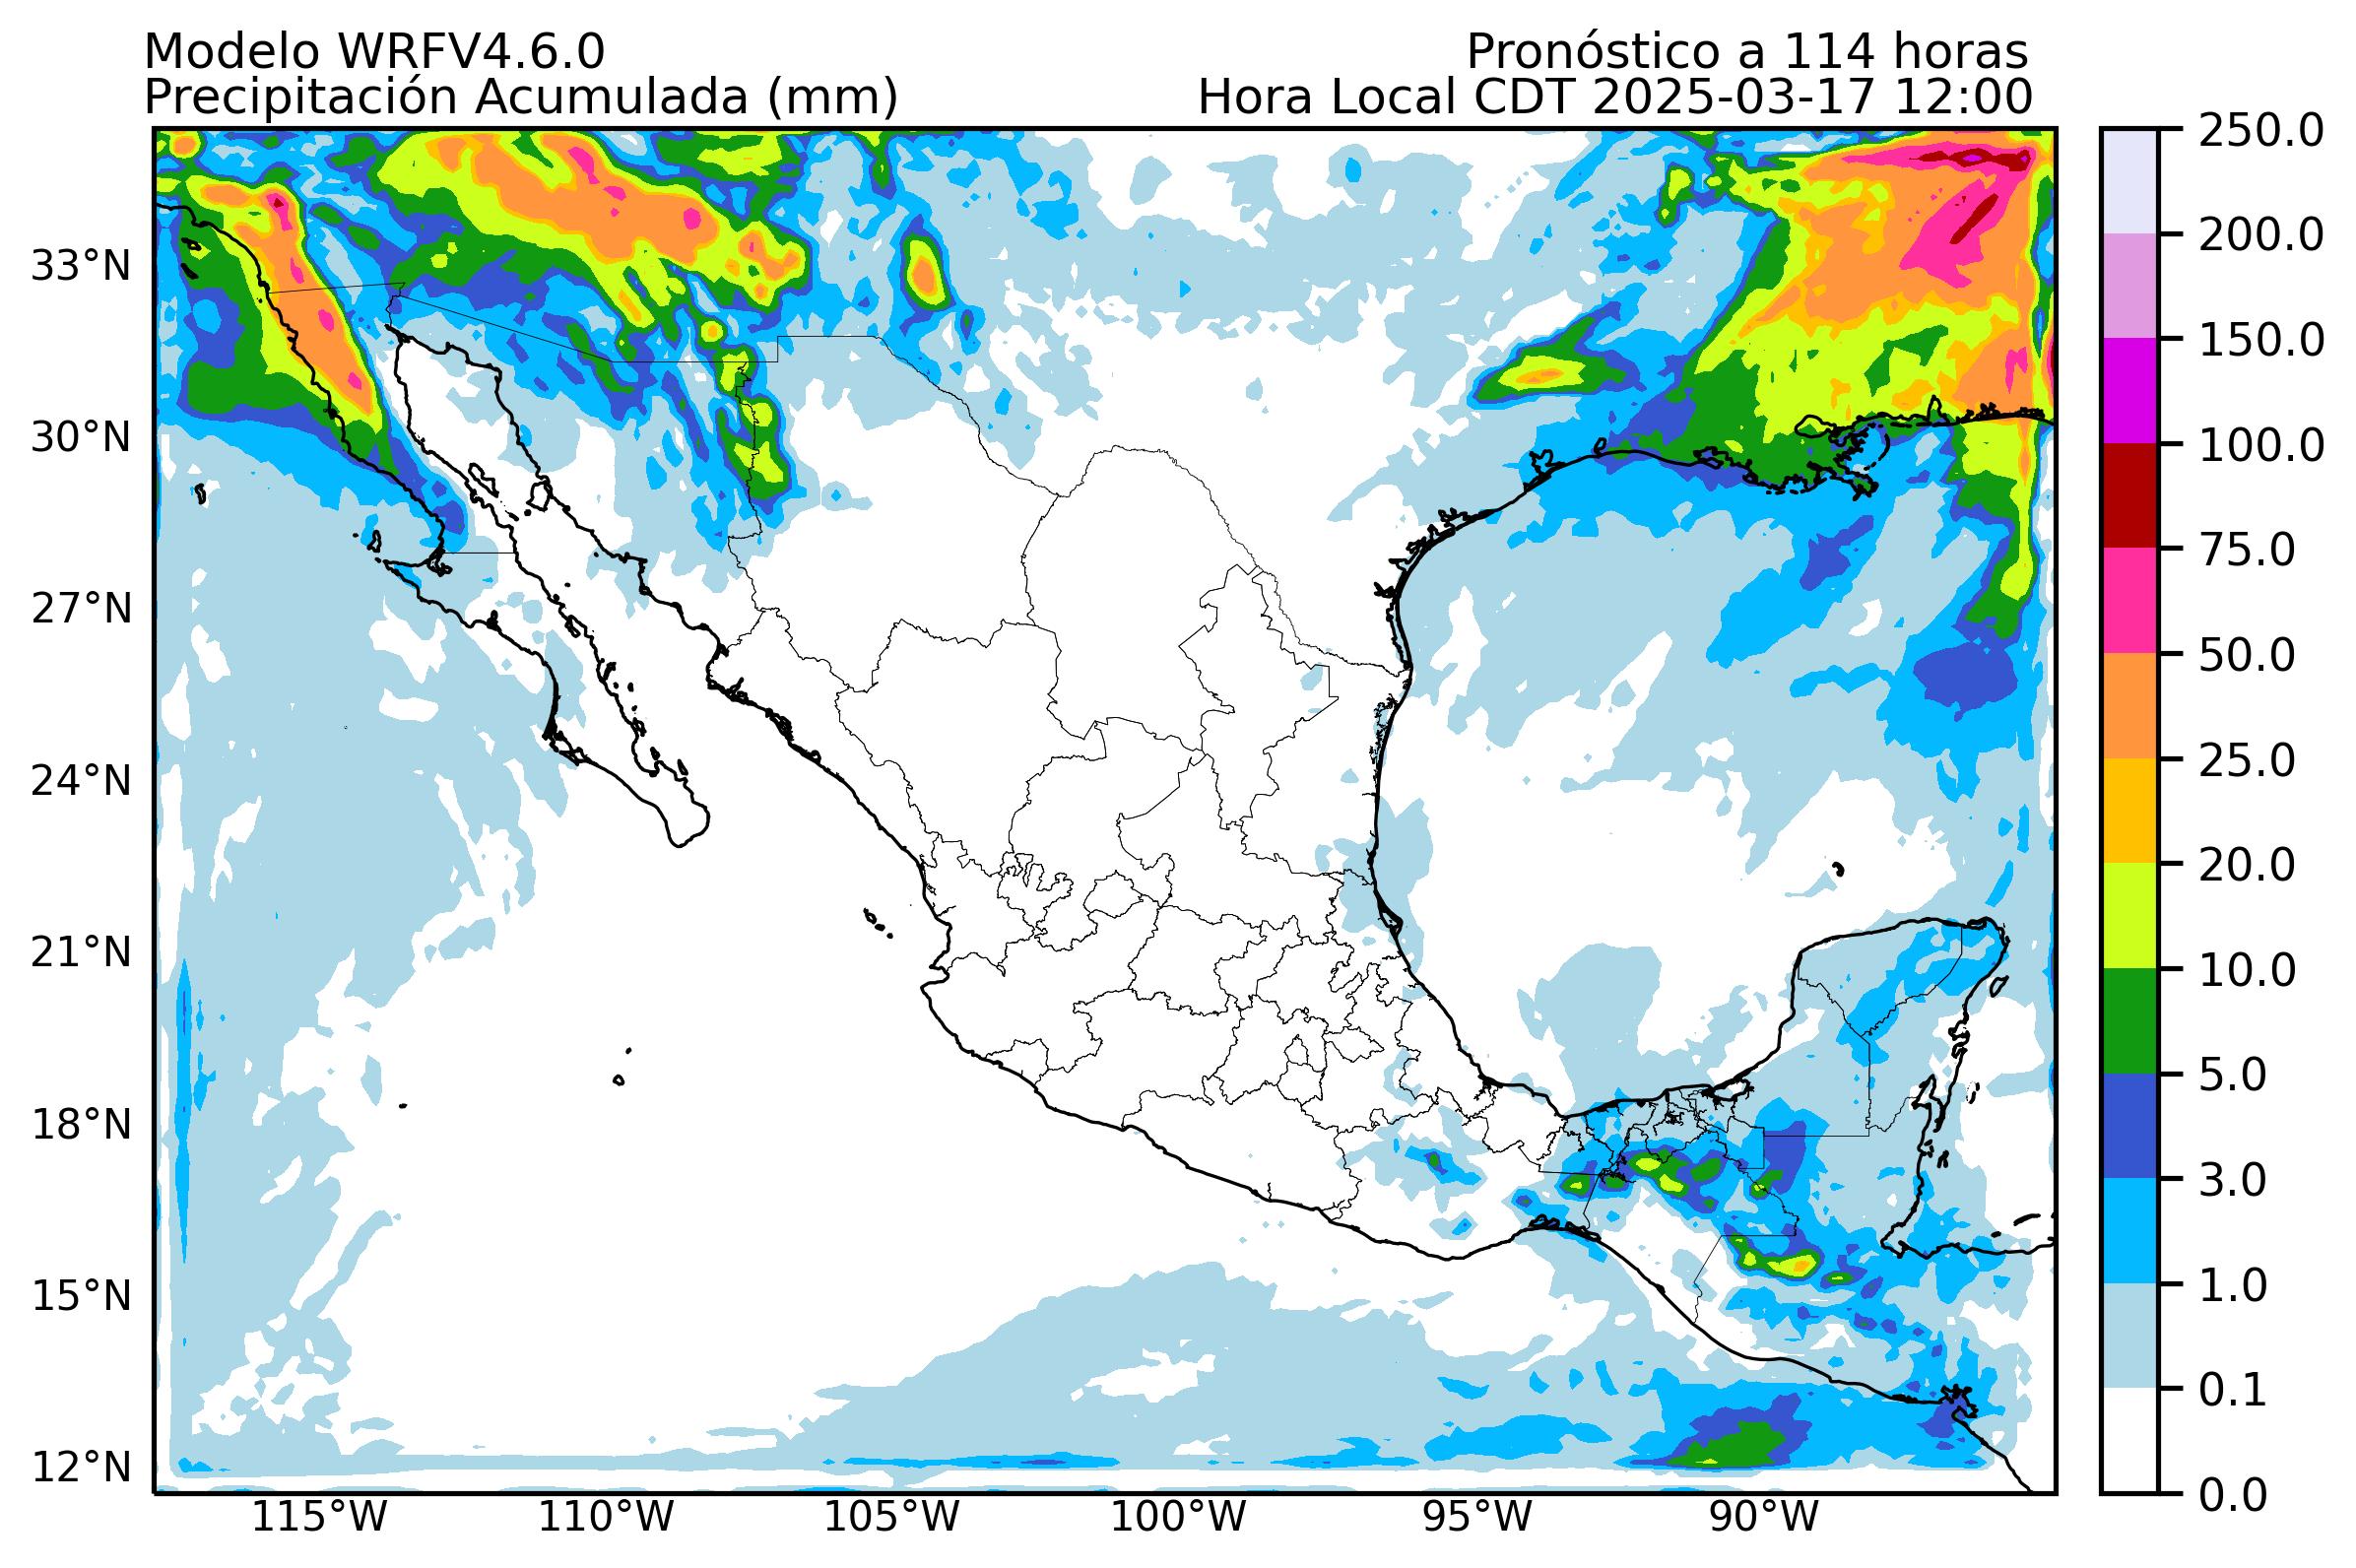 Modelo WRFV4.6.0
Pronóstico a 114 horas
Precipitación Acumulada (mm)
Hora Local CDT 2025-03-17 12:00
33°N
30°N
27°N
24°N
21°N
18°N
15°N
12°N
115°W
110°W
105°W
100°W
95°W
90°W
250.0
200.0
150.0
100.0
75.0
50.0
25.0
20.0
10.0
5.0
3.0
1.0
0.1
0.0